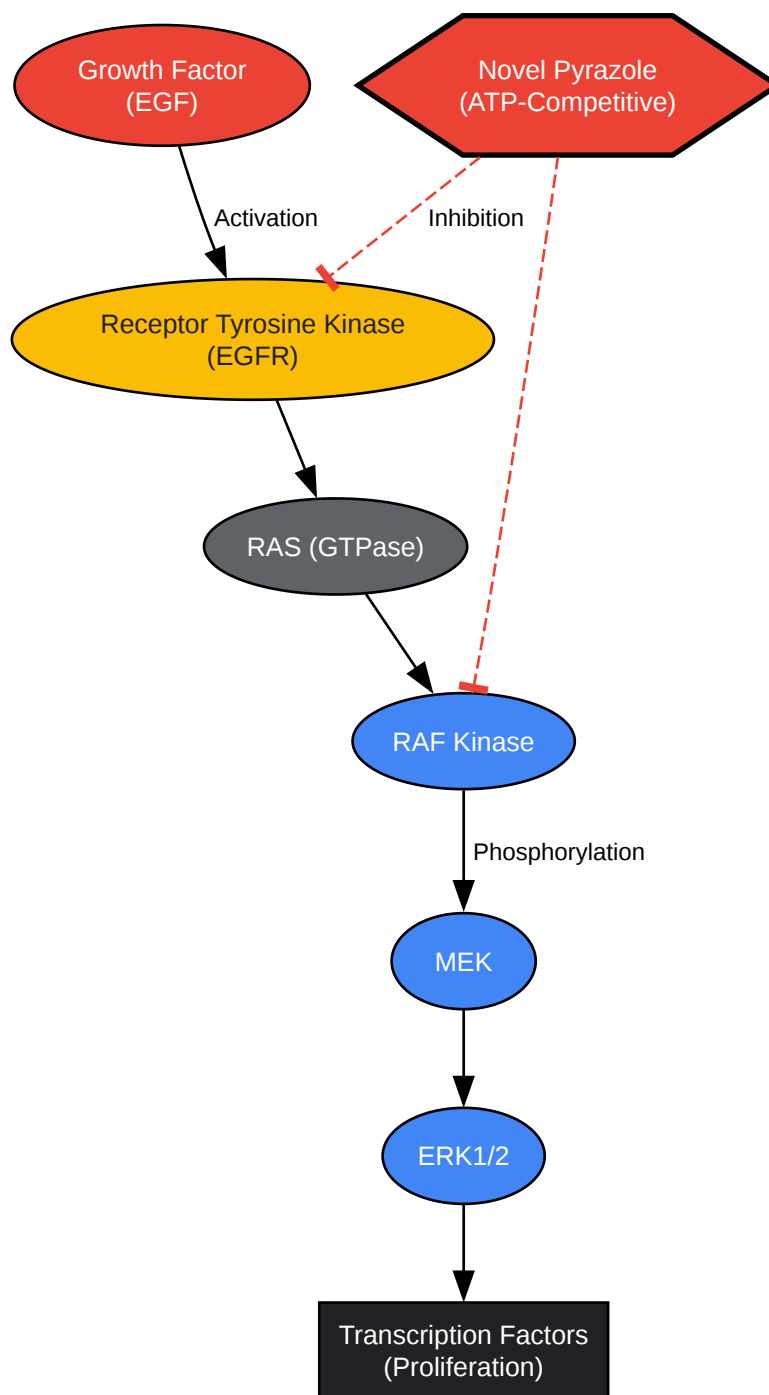 Growth Factor
(EGF)
Novel Pyrazole
(ATP-Competitive)
Activation
Inhibition
Receptor Tyrosine Kinase
(EGFR)
RAS (GTPase)
RAF Kinase
Phosphorylation
MEK
ERK1/2
Transcription Factors
(Proliferation)